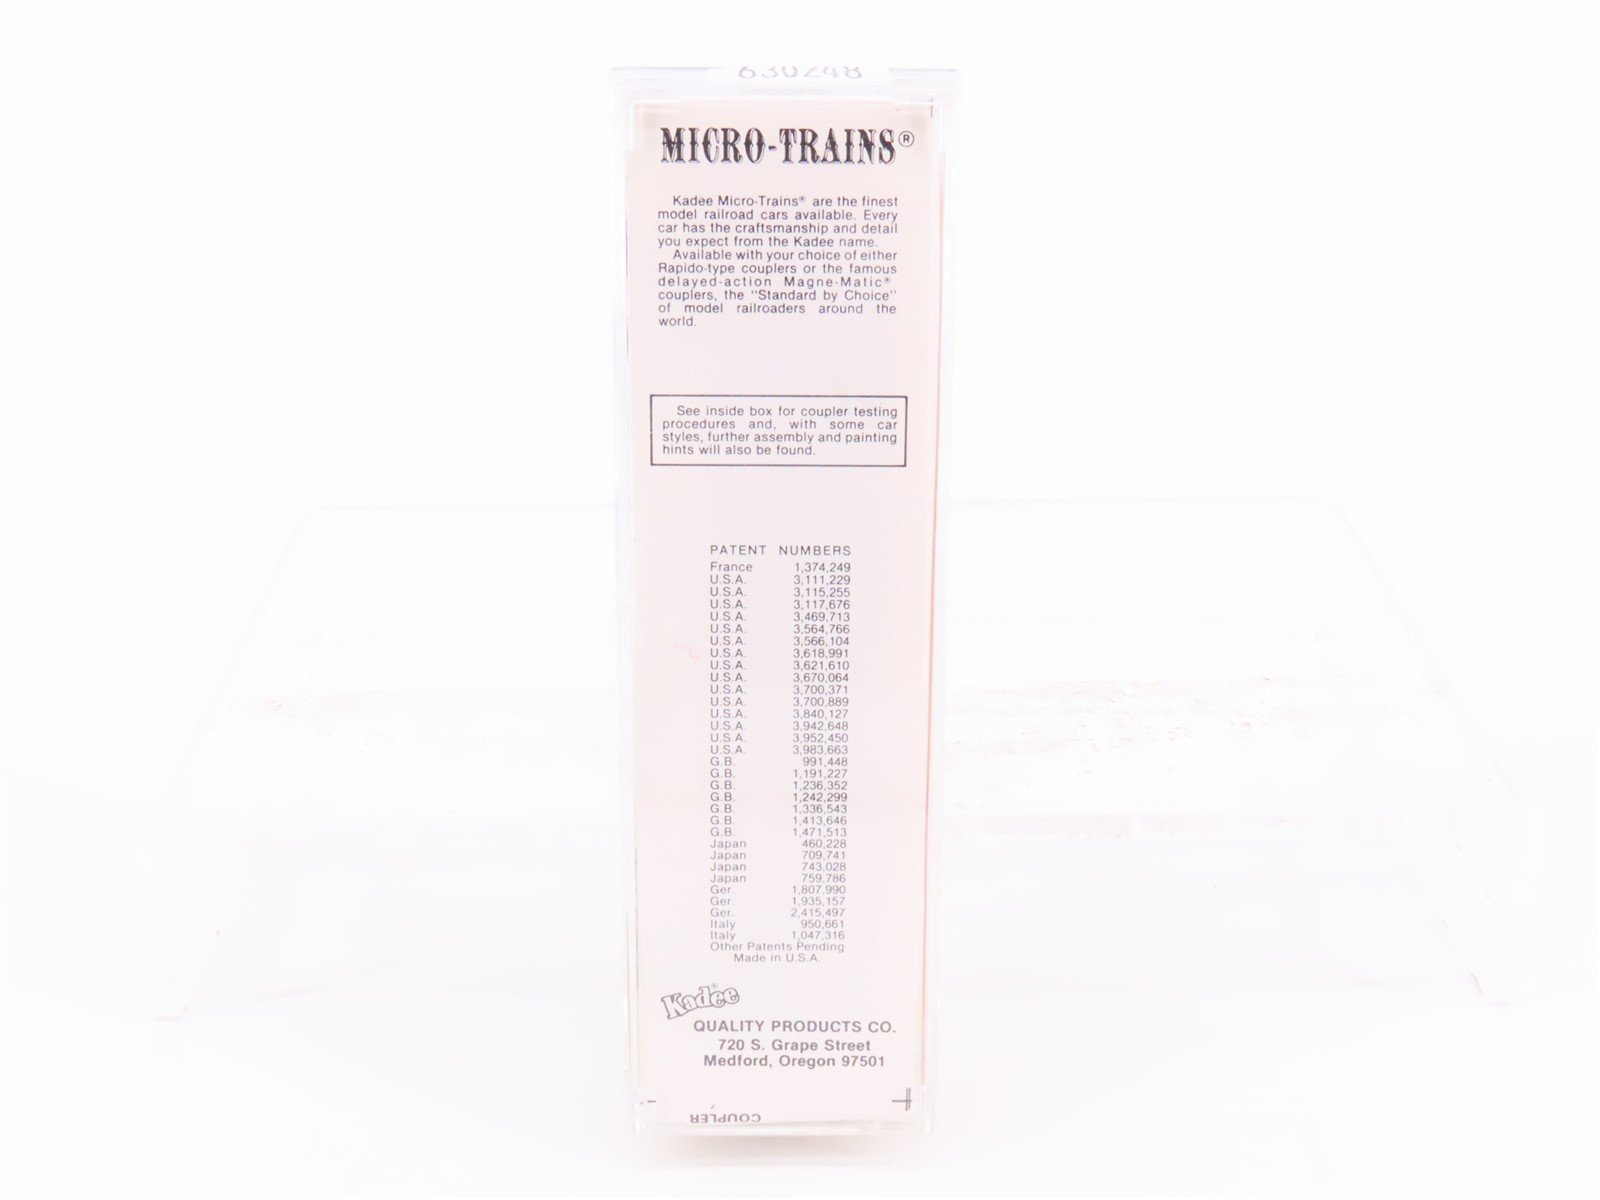 630248
MICRO-TRAINS®
Kadee Micro-Trains® are the finest
model railroad cars available. Every
car has the craftsmanship and detail
you expect from the Kadee name.
Available with your choice of either
Rapido-type couplers or the famous
delayed-action Magne-Matic®
couplers, the "Standard by Choice"
of model railroaders around the
world.
See inside box for coupler testing
procedures and, with some car
styles, further assembly and painting
hints will also be found.
PATENT NUMBERS
France 1,374,249
U.S.A. 3,111,229
U.S.A. 3,115,255
U.S.A. 3,117,676
U.S.A. 3,469,713
U.S.A. 3,564,766
U.S.A. 3,566,104
U.S.A. 3,618,991
U.S.A. 3,621,610
U.S.A. 3,670,064
U.S.A. 3,700,371
U.S.A. 3,700,889
U.S.A. 3,840,127
U.S.A. 3,942,648
U.S.A. 3,952,450
U.S.A. 3,983,663
G.B. 991,448
G.B. 1,191,227
G.B. 1,236,352
G.B. 1,242,299
G.B. 1,336,543
G.B. 1,413,646
G.B. 1,471,513
Japan 460,228
Japan 709,741
Japan 743,028
Japan 759,786
Ger. 1,807,990
Ger. 1,935,157
Ger. 2,415,497
Italy 950,661
Italy 1,047,316
Other Patents Pending
Made in U.S.A.
Kadee®
QUALITY PRODUCTS CO.
720 S. Grape Street
Medford, Oregon 97501
COUPLER